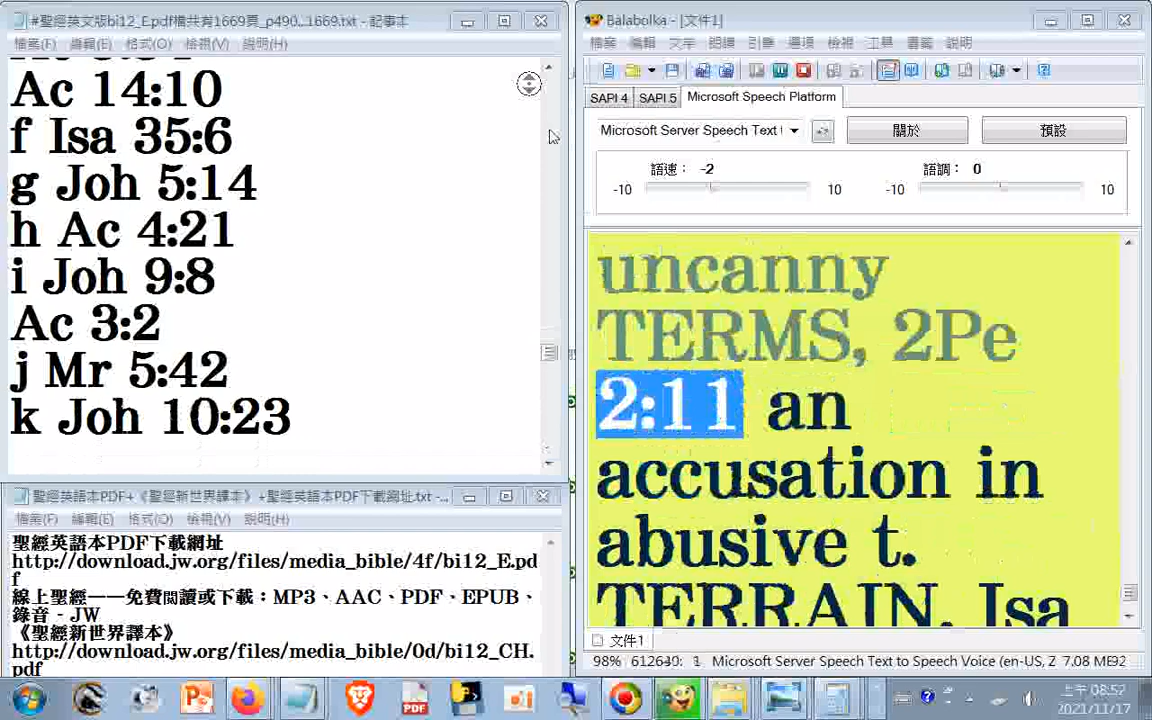 #聖經英文版bi12_E.pdf檔共有1669頁_p490...1669.txt - 記事本
檔案(F) 編輯(E) 格式(O) 檢視(V) 說明(H)
Ac 14:10
f Isa 35:6
g Joh 5:14
h Ac 4:21
i Joh 9:8
Ac 3:2
j Mr 5:42
k Joh 10:23
聖經英語本PDF+《聖經新世界譯本》+聖經英語本PDF下載網址.txt - ...
檔案(F) 編輯(E) 格式(O) 檢視(V) 說明(H)
聖經英語本PDF下載網址
http://download.jw.org/files/media_bible/4f/bi12_E.pd
f
線上聖經——免費閱讀或下載：MP3、AAC、PDF、EPUB、
錄音 - JW
《聖經新世界譯本》
http://download.jw.org/files/media_bible/0d/bi12_CH.
pdf
Balabolka - [文件1]
檔案 編輯 文字 朗讀 引擎 選項 檢視 工具 書籤 說明
SAPI 4 SAPI 5 Microsoft Speech Platform
Microsoft Server Speech Text 關於 預設
語速： -2 語調： 0
-10 10 -10 10
uncanny
TERMS, 2Pe
2:11 an
accusation in
abusive t.
TERRAIN, Isa
文件1
98% 612640: 1 Microsoft Server Speech Text to Speech Voice (en-US, Z 7.08 ME92
上午 08:52
2021/11/17